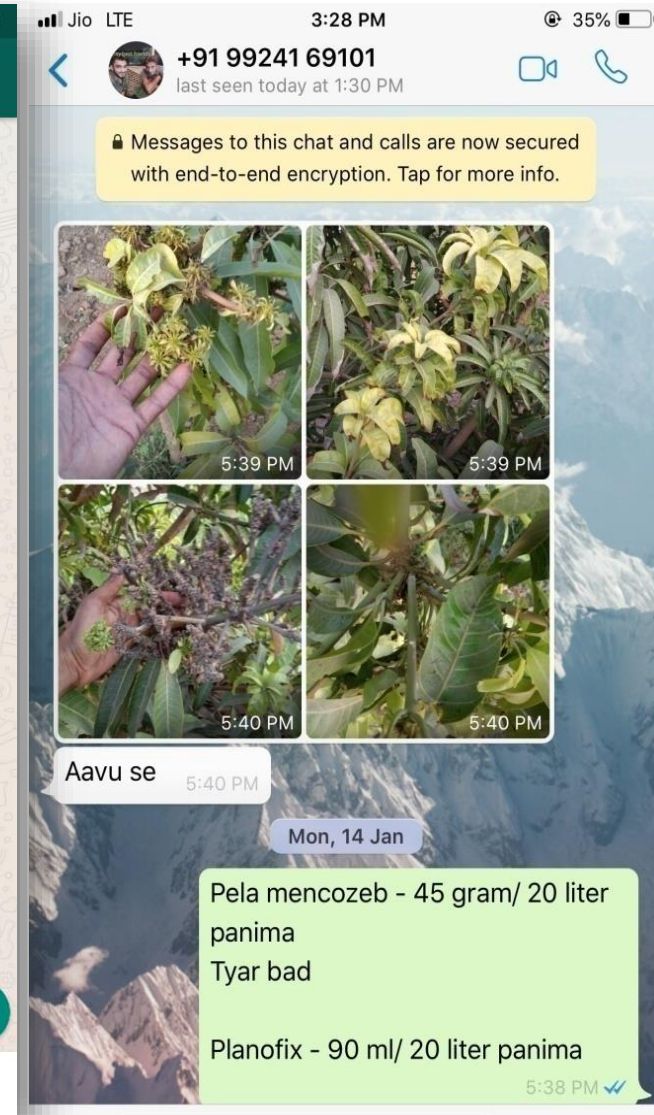 Jio LTE 3:28 PM 35%
+91 99241 69101
last seen today at 1:30 PM
Messages to this chat and calls are now secured
with end-to-end encryption. Tap for more info.
5:39 PM 5:39 PM
5:40 PM 5:40 PM
Aavu se 5:40 PM
Mon, 14 Jan
Pela mencozeb - 45 gram/ 20 liter
panima
Tyar bad
Planofix - 90 ml/ 20 liter panima
5:38 PM